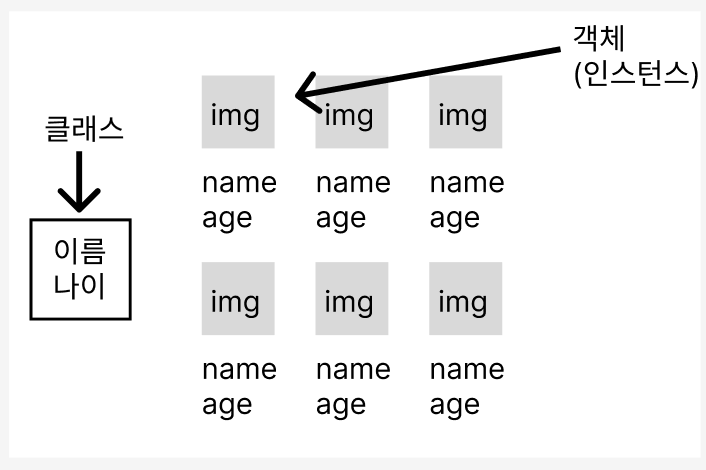 객체
(인스턴스)
img img img
클래스
name name name
age age age
이름
나이
img img img
name name name
age age age